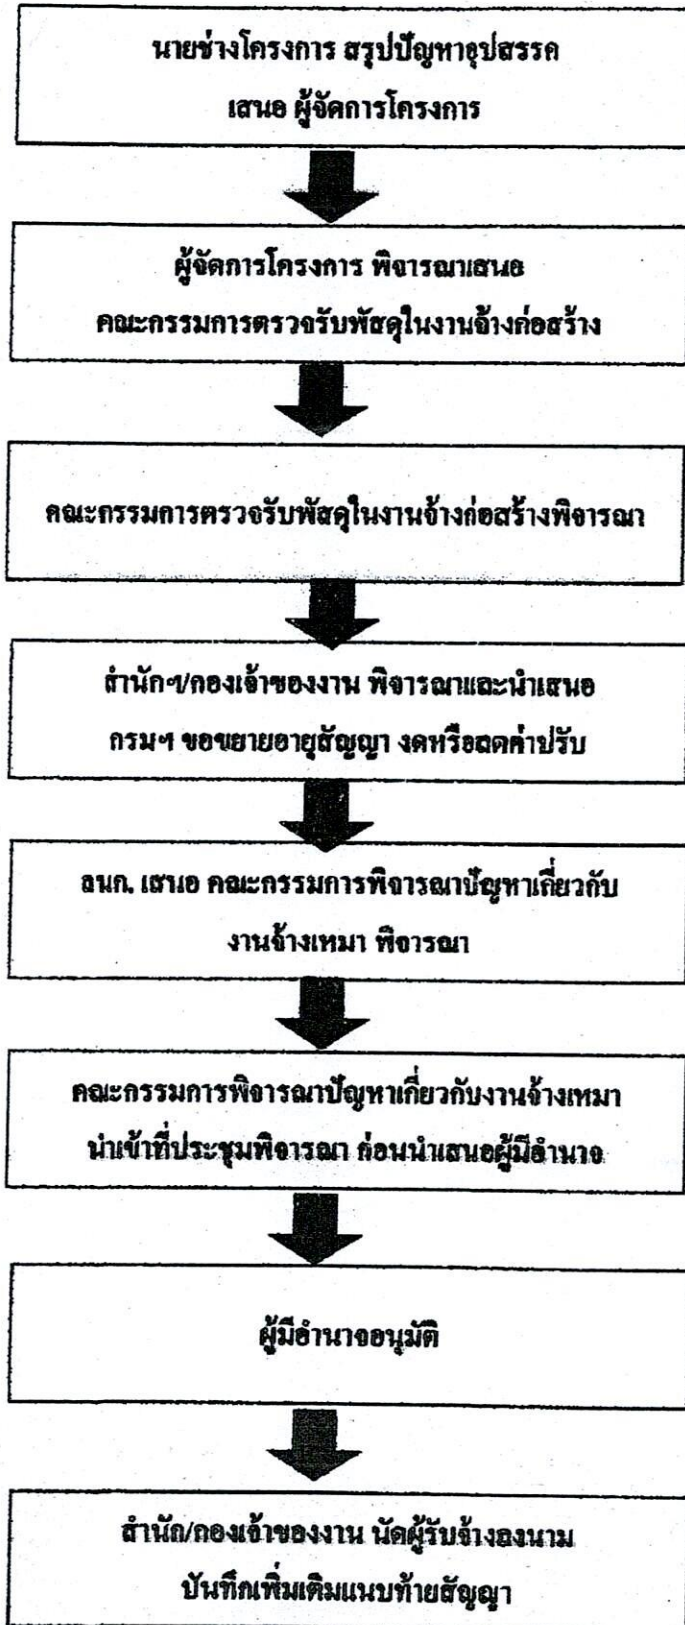 นายช่างโครงการ สรุปปัญหาอุปสรรค
เสนอ ผู้จัดการโครงการ
ผู้จัดการโครงการ พิจารณาเสนอ
คณะกรรมการตรวจรับพัสดุในงานจ้างก่อสร้าง
คณะกรรมการตรวจรับพัสดุในงานจ้างก่อสร้างพิจารณา
สำนักฯ/กองเจ้าของงาน พิจารณาและนำเสนอ
กรมฯ ขอขยายอายุสัญญา งดหรือลดค่าปรับ
ลนก. เสนอ คณะกรรมการพิจารณาปัญหาเกี่ยวกับ
งานจ้างเหมา พิจารณา
คณะกรรมการพิจารณาปัญหาเกี่ยวกับงานจ้างเหมา
นำเข้าที่ประชุมพิจารณา ก่อนนำเสนอผู้มีอำนาจ
ผู้มีอำนาจอนุมัติ
สำนัก/กองเจ้าของงาน นัดผู้รับจ้างลงนาม
บันทึกเพิ่มเติมแนบท้ายสัญญา